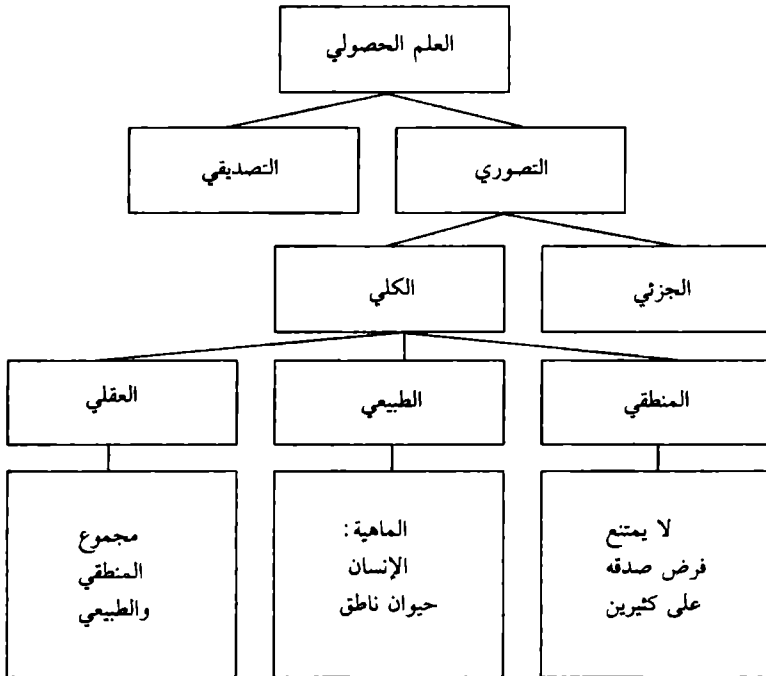 العلم الحصولي
التصوري
التصديقي
الجزئي
الكلي
المنطقي
الطبيعي
العقلي
لا يمتنع
فرض صدقه
على كثيرين
الماهية:
الإنسان
حيوان ناطق
مجموع
المنطقي
والطبيعي